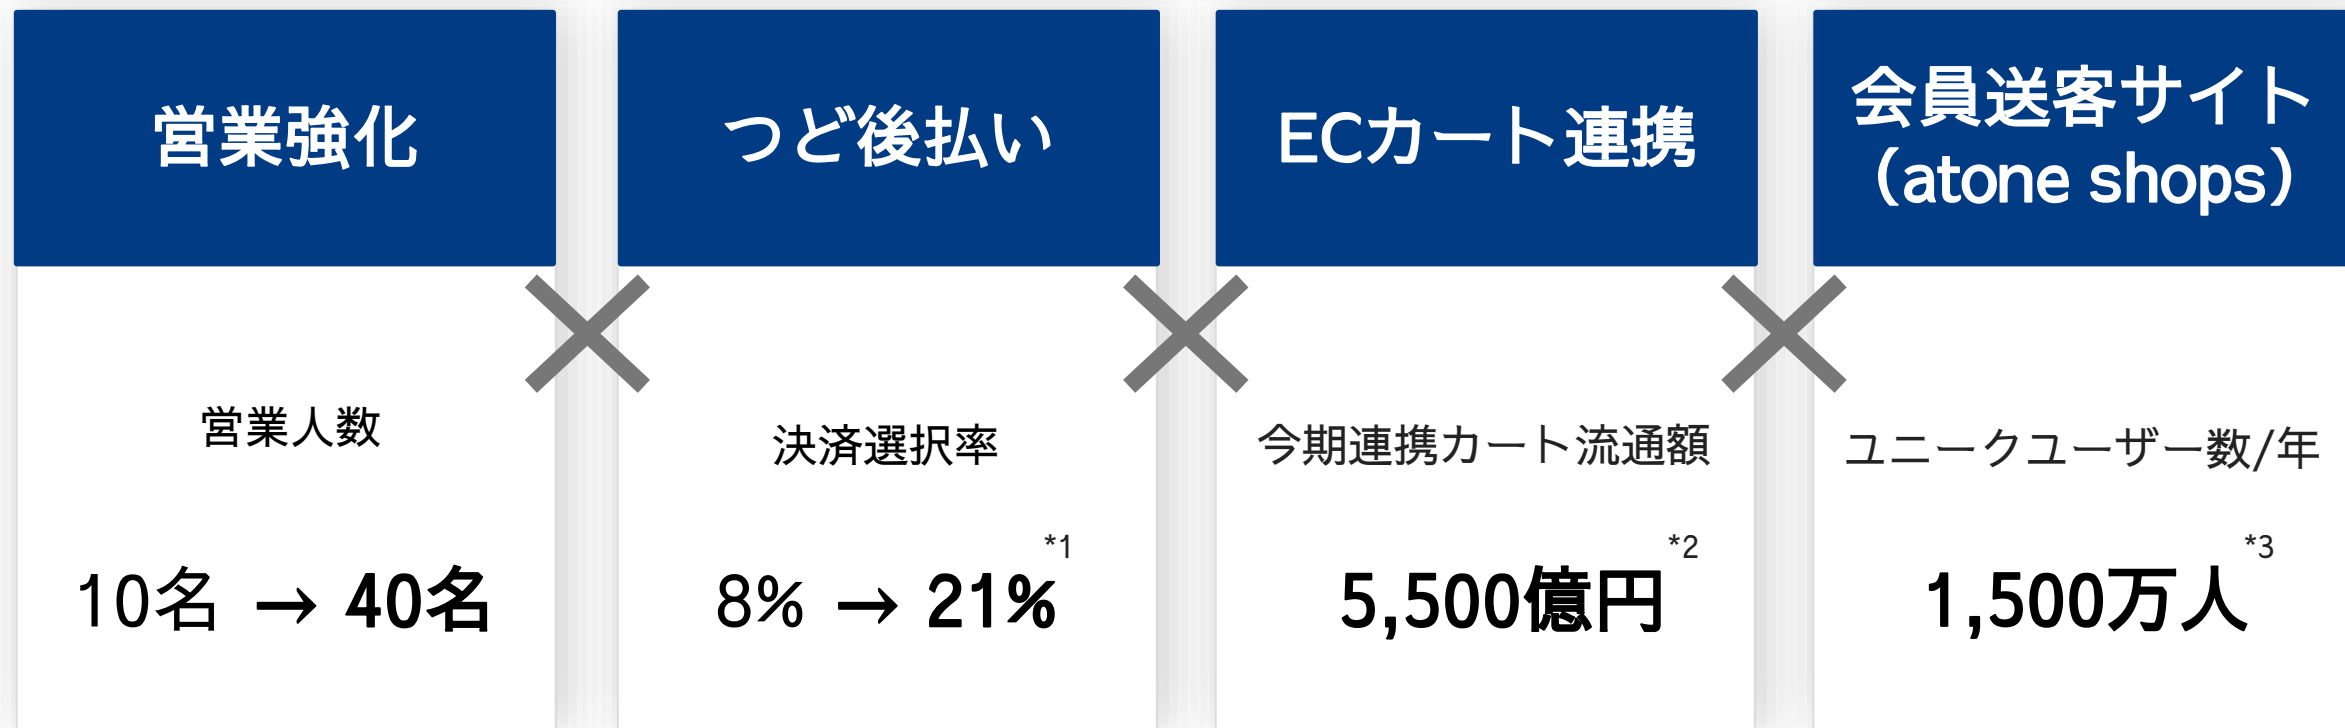 営業強化
営業人数
10名 → 40名
つど後払い
決済選択率
8% → 21%*1
ECカート連携
今期連携カート流通額
5,500億円*2
会員送客サイト
（atone shops）
ユニークユーザー数/年
1,500万人*3